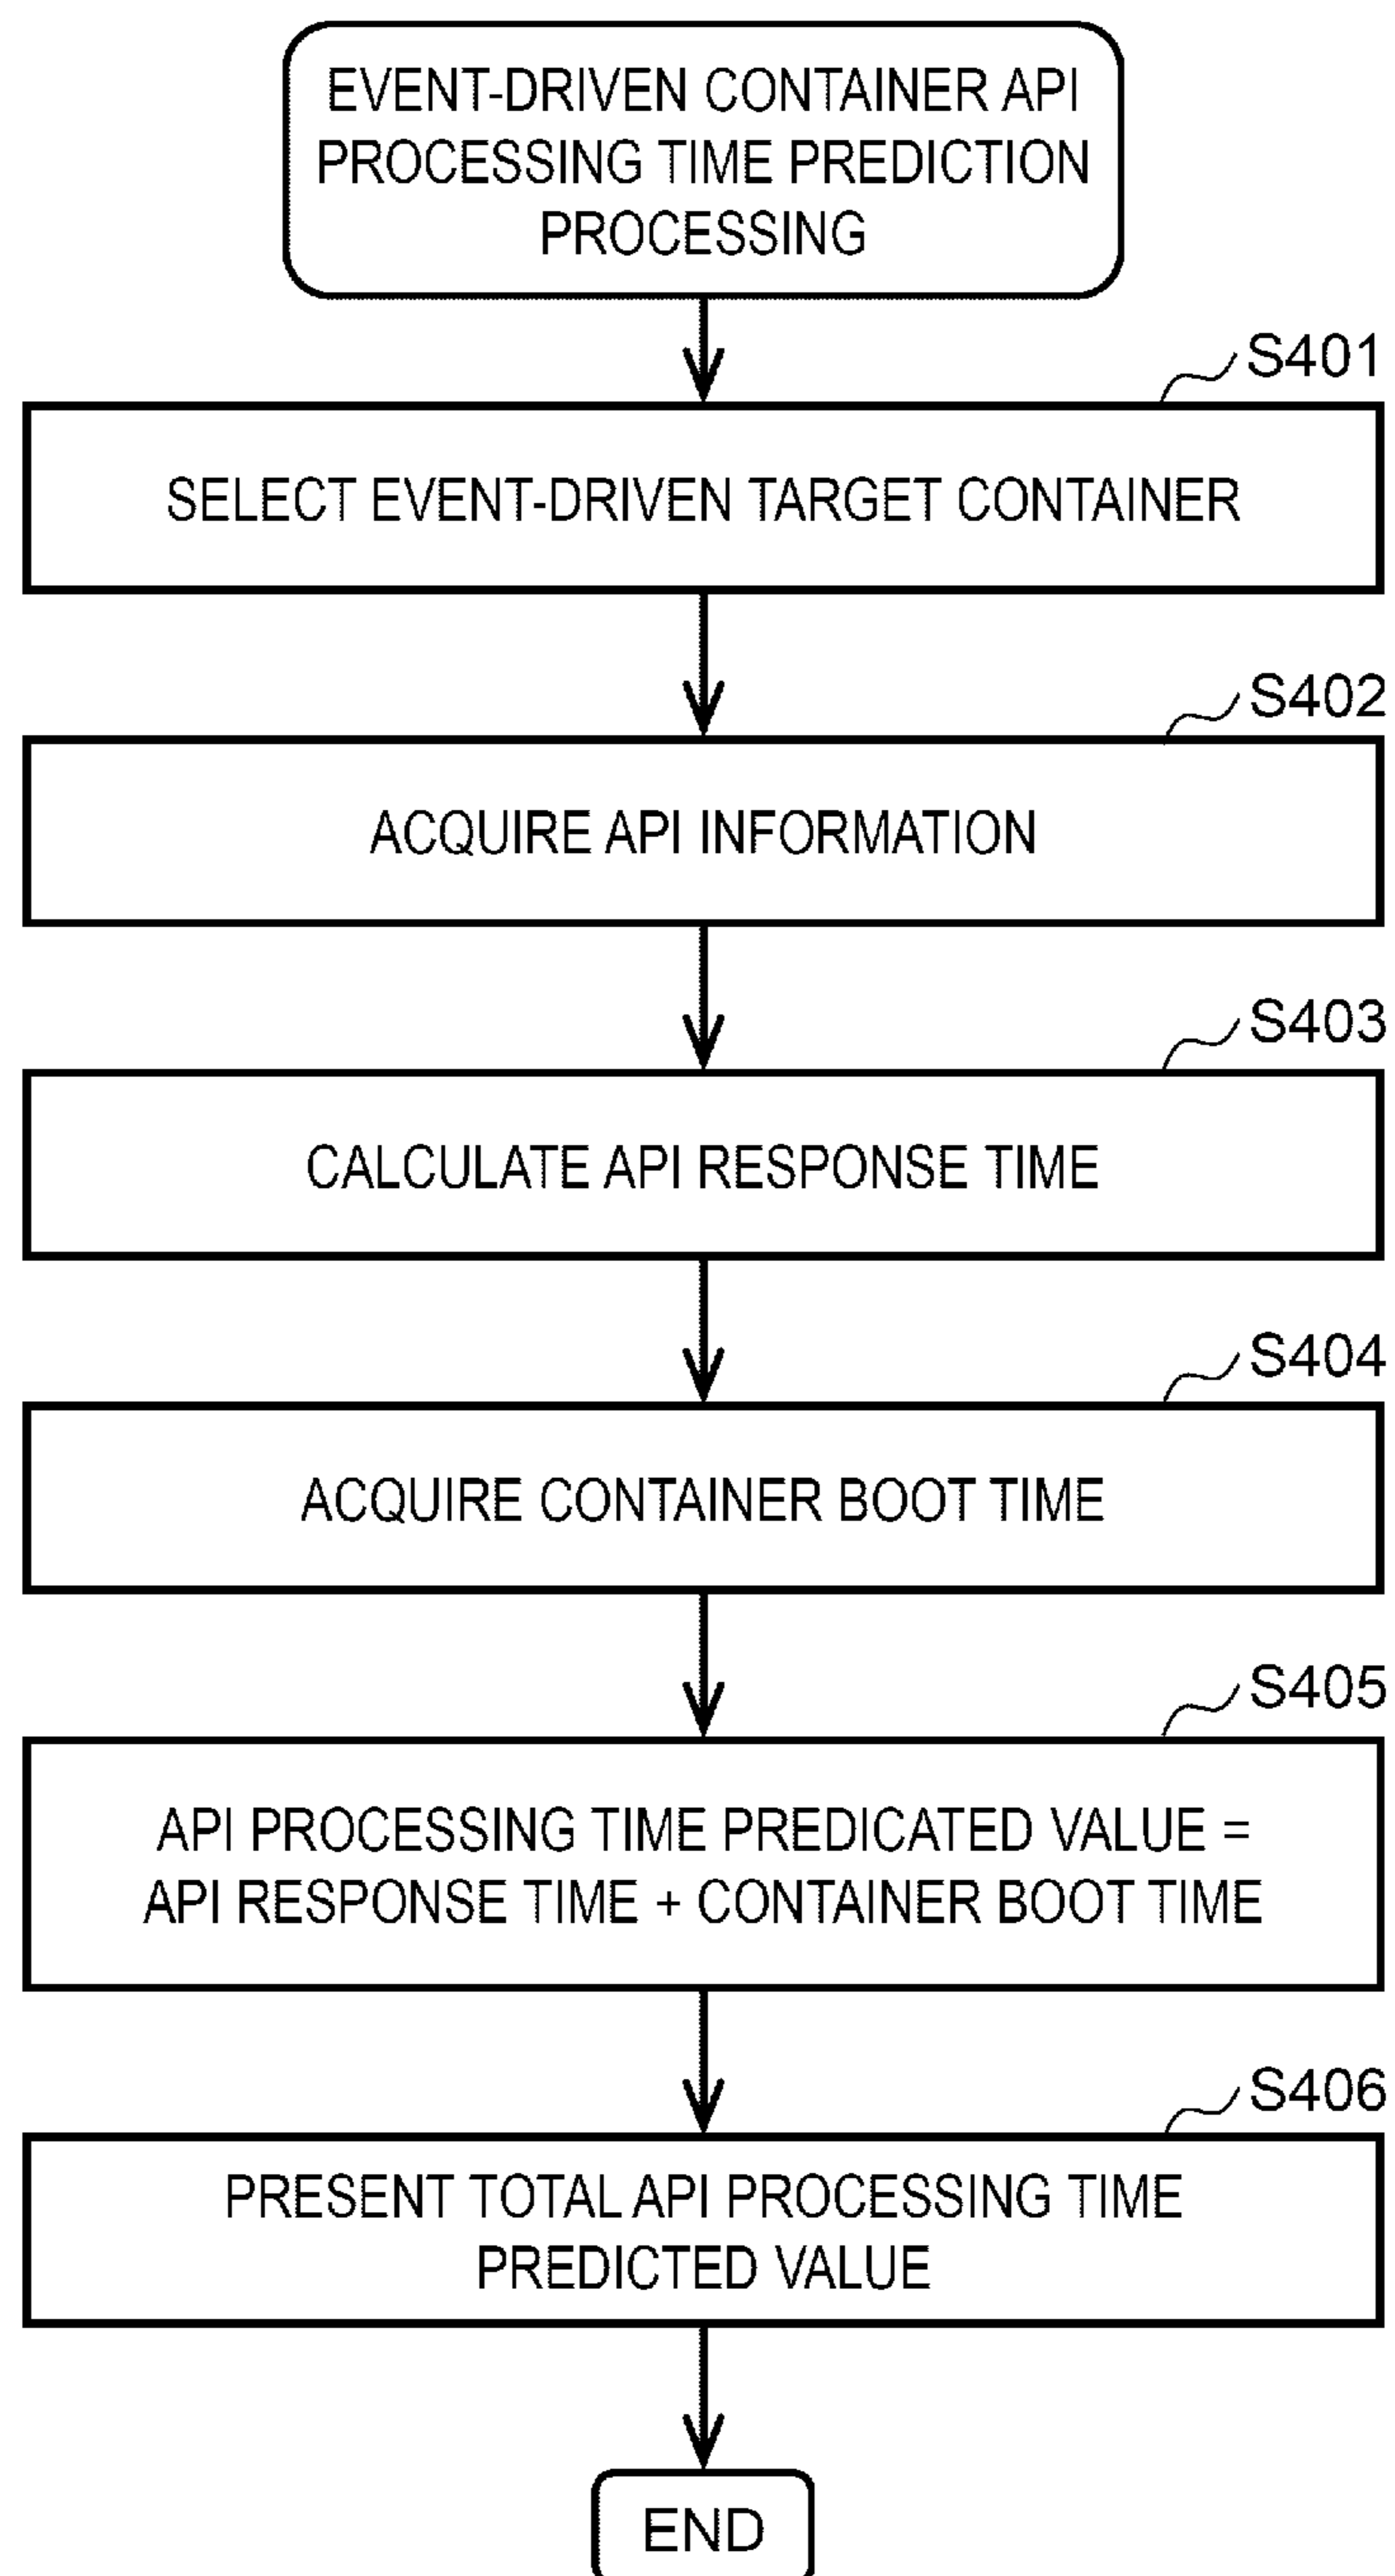 EVENT-DRIVEN CONTAINER API
PROCESSING TIME PREDICTION
PROCESSING
S401
SELECT EVENT-DRIVEN TARGET CONTAINER
S402
ACQUIRE API INFORMATION
S403
CALCULATE API RESPONSE TIME
S404
ACQUIRE CONTAINER BOOT TIME
S405
API PROCESSING TIME PREDICATED VALUE =
API RESPONSE TIME + CONTAINER BOOT TIME
S406
PRESENT TOTAL API PROCESSING TIME
PREDICTED VALUE
END